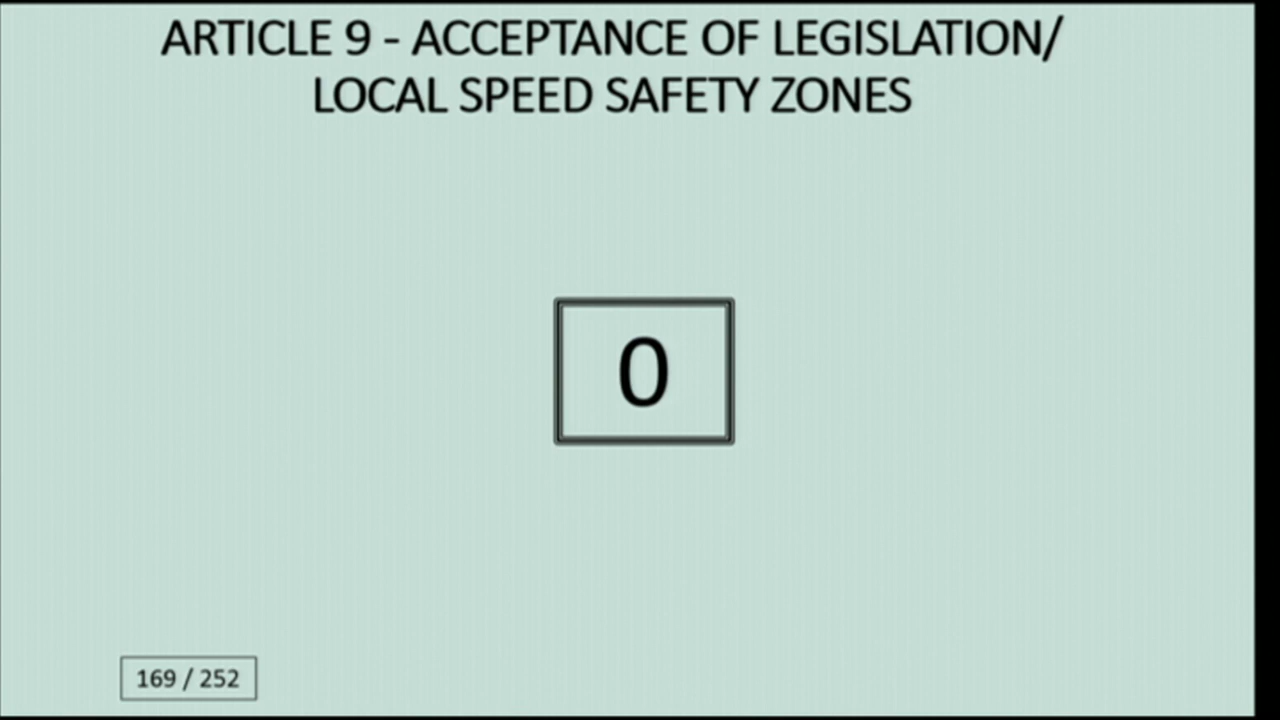 ARTICLE 9 - ACCEPTANCE OF LEGISLATION/
LOCAL SPEED SAFETY ZONES
0
169 / 252